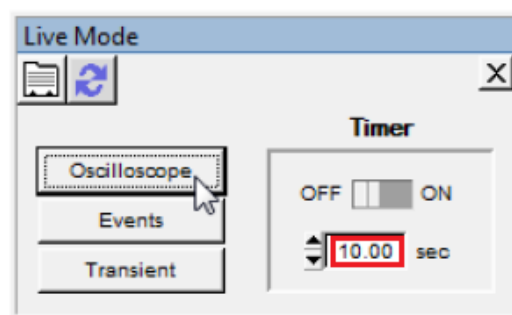 Live Mode
X
Timer
Oscilloscope
OFF ON
Events
10.00 sec
Transient